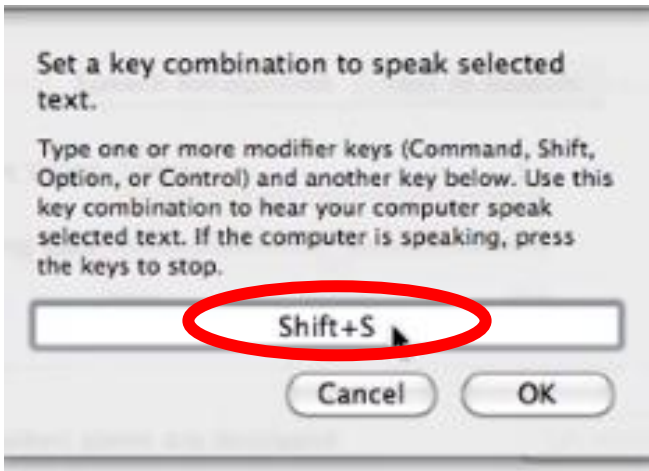 Set a key combination to speak selected
text.
Type one or more modifier keys (Command, Shift,
Option, or Control) and another key below. Use this
key combination to hear your computer speak
selected text. If the computer is speaking, press
the keys to stop.
Shift+S
Cancel OK